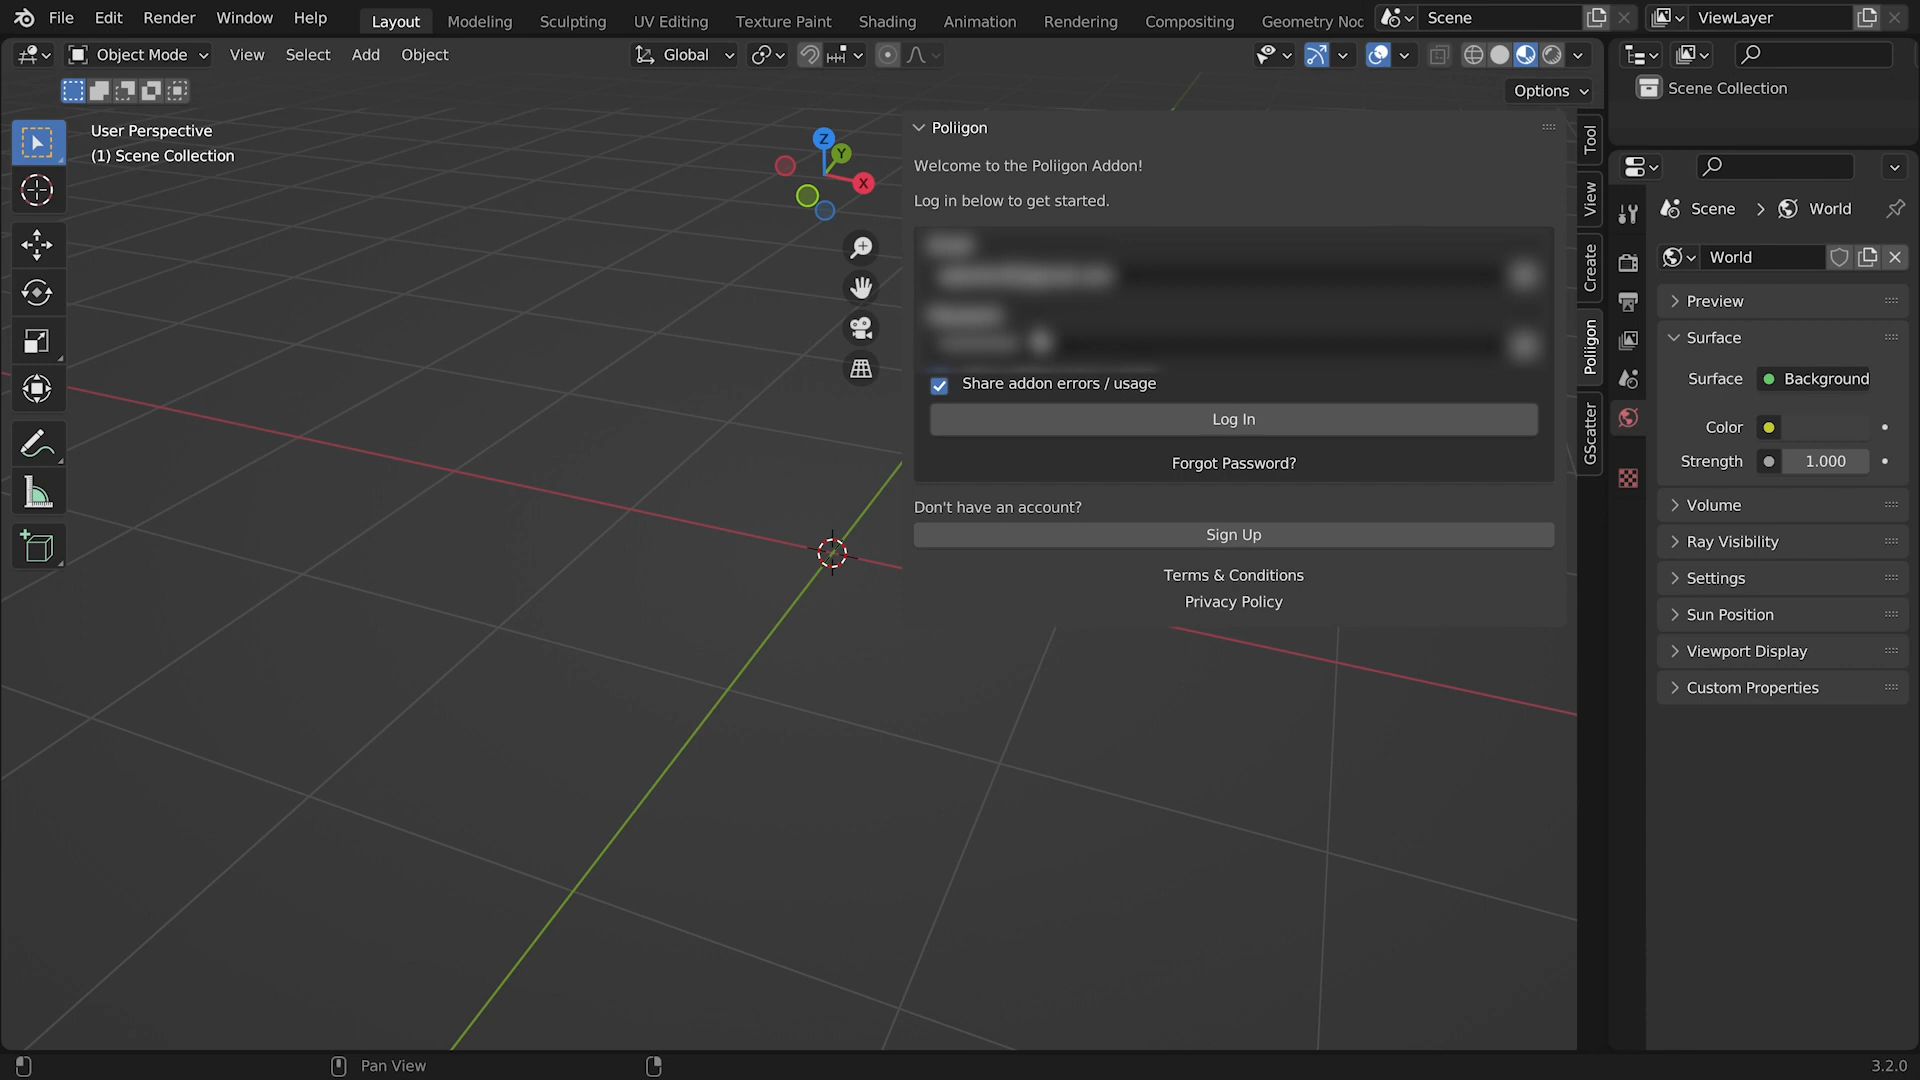 File Edit Render Window Help
Layout Modeling Sculpting UV Editing Texture Paint Shading Animation Rendering Compositing Geometry Noc
Scene
ViewLayer
Object Mode View Select Add Object
Global
Options
Scene Collection
User Perspective
(1) Scene Collection
Z
Y
X
Poliigon
Welcome to the Poliigon Addon!
Log in below to get started.
Share addon errors / usage
Log In
Forgot Password?
Don't have an account?
Sign Up
Terms & Conditions
Privacy Policy
Tool
View
Create
Poliigon
GScatter
Scene World
World
Preview
Surface
Surface Background
Color
Strength 1.000
Volume
Ray Visibility
Settings
Sun Position
Viewport Display
Custom Properties
Pan View
3.2.0